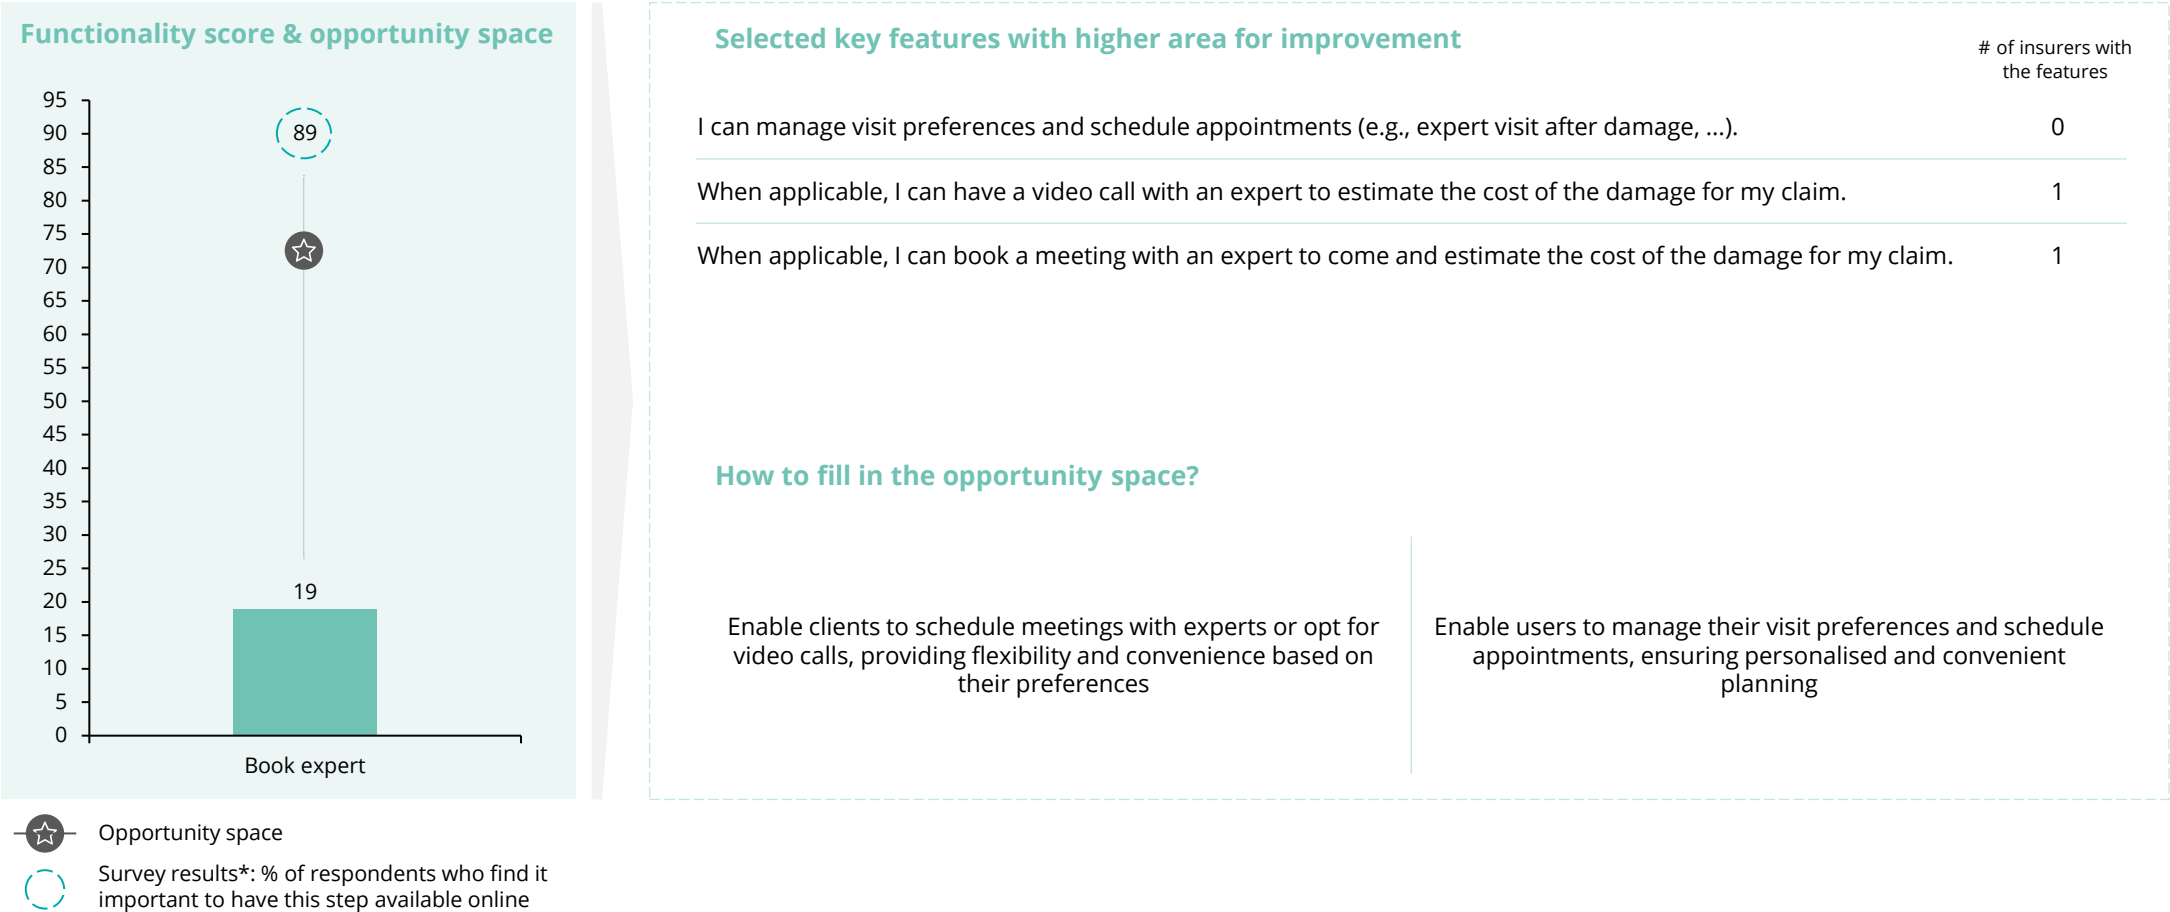 Functionality score & opportunity space
95
90
85
80
75
70
65
60
55
50
45
40
35
30
25
20
15
10
5
0
89
19
Book expert
Opportunity space
Survey results*: % of respondents who find it
important to have this step available online
Selected key features with higher area for improvement
# of insurers with
the features
I can manage visit preferences and schedule appointments (e.g., expert visit after damage, ...). 0
When applicable, I can have a video call with an expert to estimate the cost of the damage for my claim. 1
When applicable, I can book a meeting with an expert to come and estimate the cost of the damage for my claim. 1
How to fill in the opportunity space?
Enable clients to schedule meetings with experts or opt for
video calls, providing flexibility and convenience based on
their preferences
Enable users to manage their visit preferences and schedule
appointments, ensuring personalised and convenient
planning